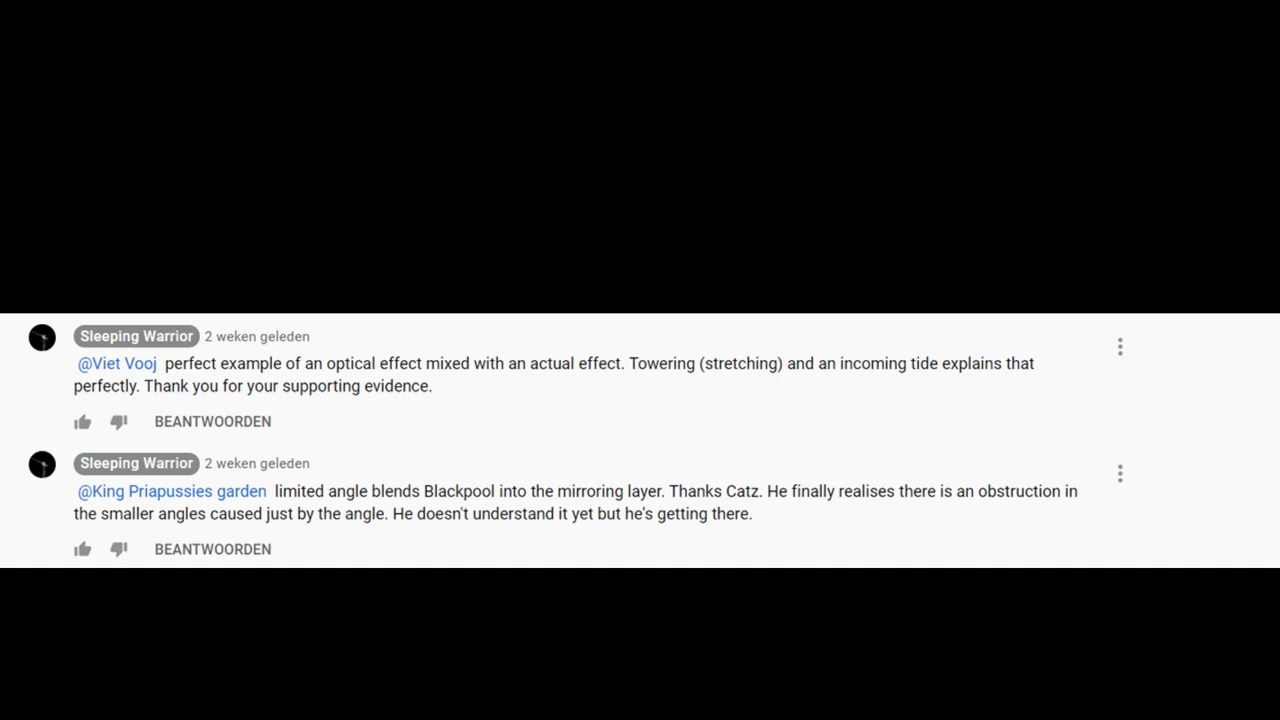 Sleeping Warrior 2 weken geleden
@Viet Vooj perfect example of an optical effect mixed with an actual effect. Towering (stretching) and an incoming tide explains that
perfectly. Thank you for your supporting evidence.
BEANTWOORDEN
Sleeping Warrior 2 weken geleden
@King Priapussies garden limited angle blends Blackpool into the mirroring layer. Thanks Catz. He finally realises there is an obstruction in
the smaller angles caused just by the angle. He doesn't understand it yet but he's getting there.
BEANTWOORDEN